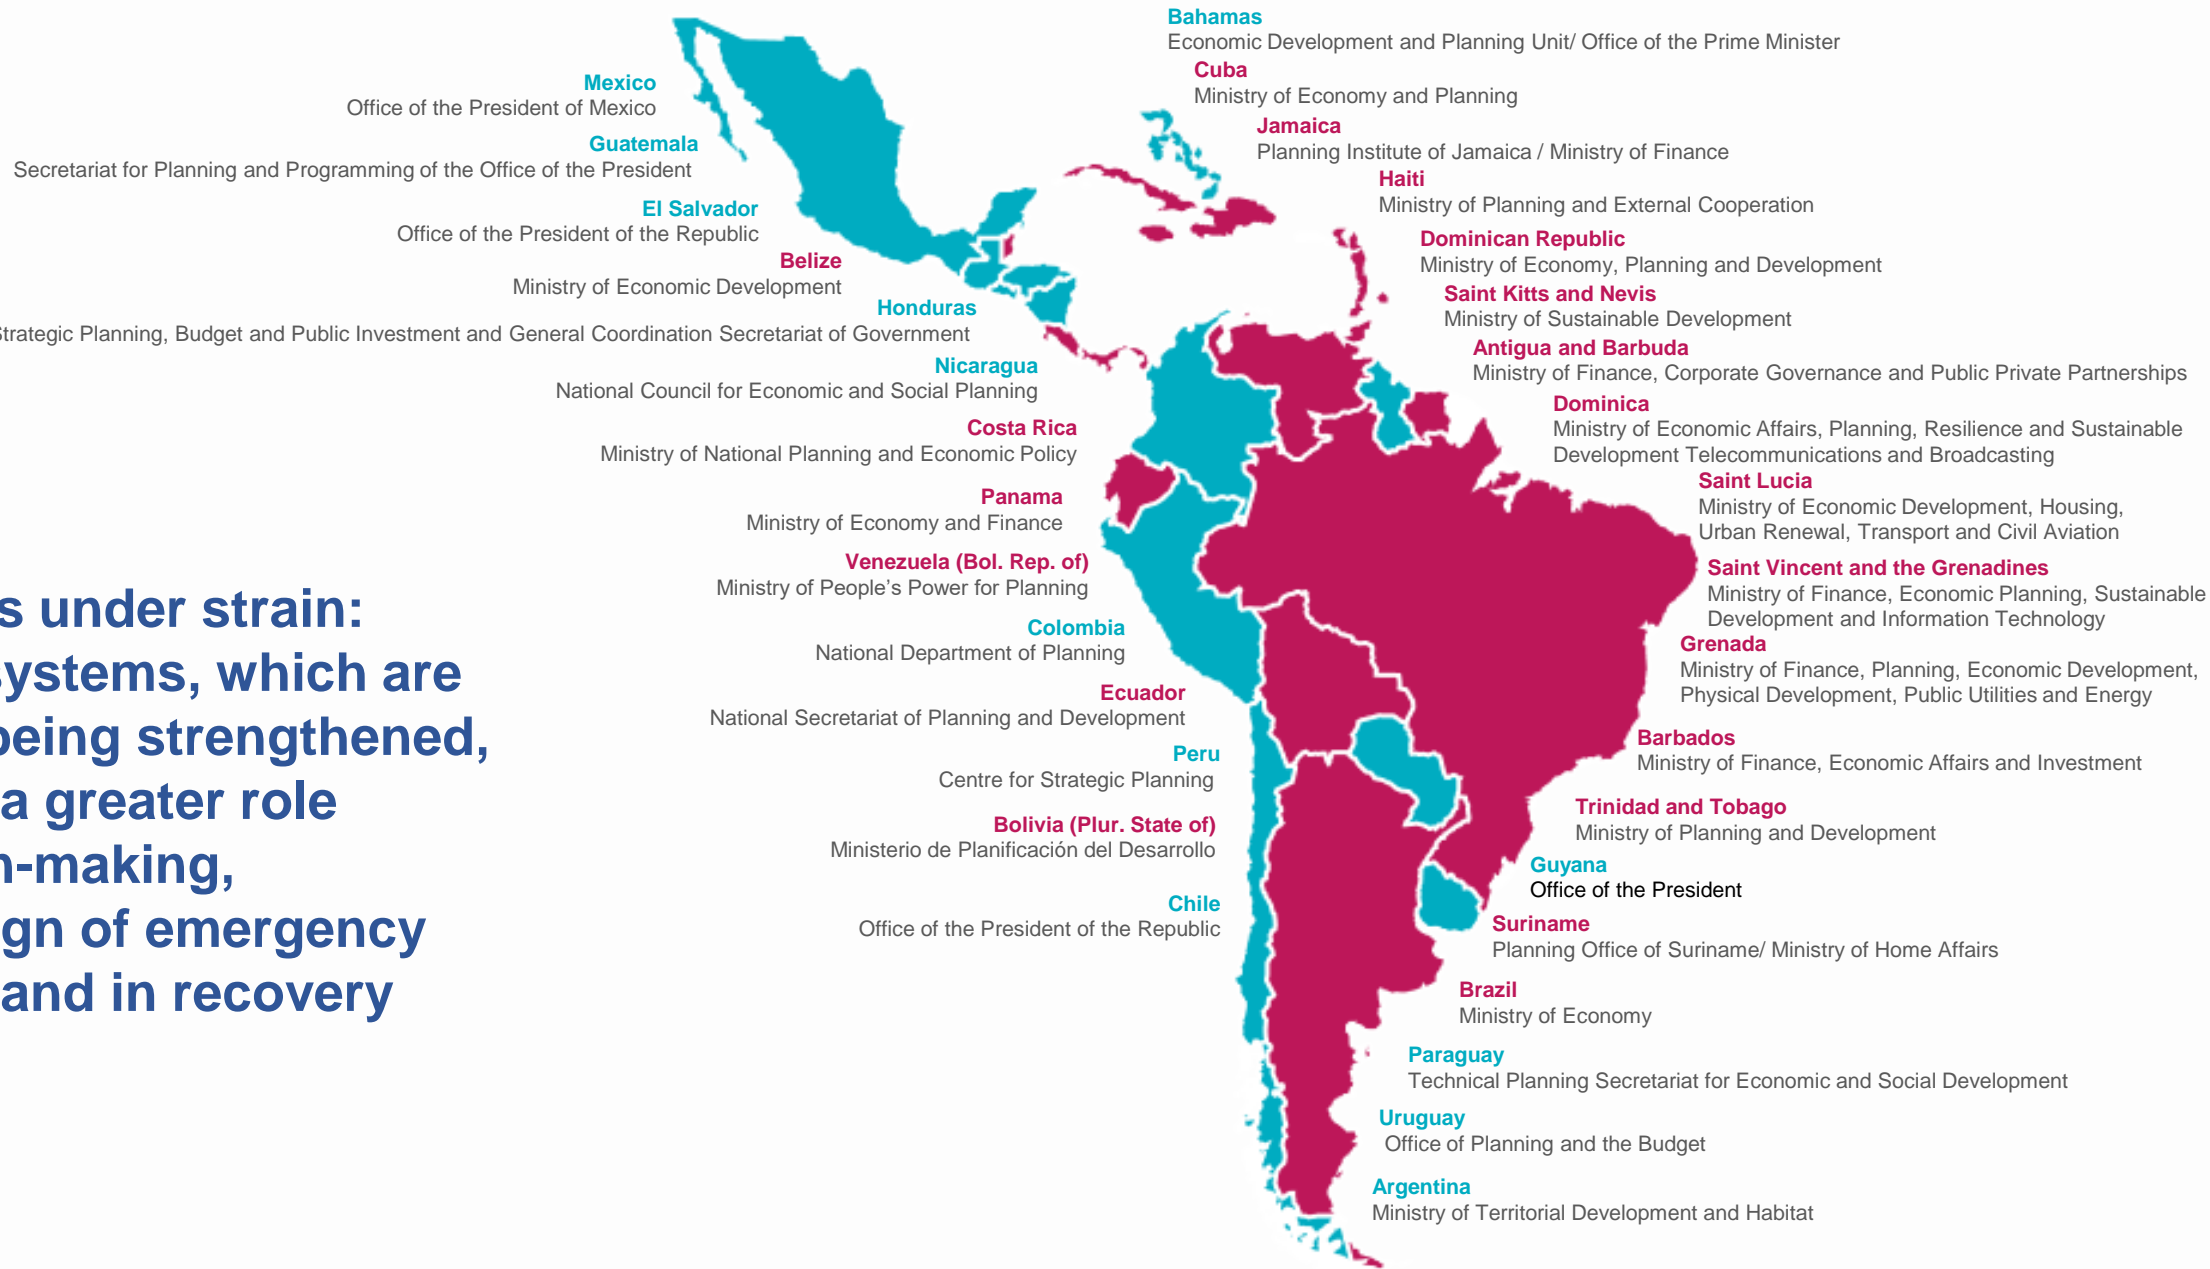 Mexico
Office of the President of Mexico
Guatemala
Secretariat for Planning and Programming of the Office of the President
El Salvador
Office of the President of the Republic
Belize
Ministry of Economic Development
Honduras
Strategic Planning, Budget and Public Investment and General Coordination Secretariat of Government
Nicaragua
National Council for Economic and Social Planning
Costa Rica
Ministry of National Planning and Economic Policy
Panama
Ministry of Economy and Finance
Venezuela (Bol. Rep. of)
Ministry of People's Power for Planning
Colombia
National Department of Planning
Ecuador
National Secretariat of Planning and Development
Peru
Centre for Strategic Planning
Bolivia (Plur. State of)
Ministerio de Planificación del Desarrollo
Chile
Office of the President of the Republic
s under strain:
systems, which are
being strengthened,
a greater role
n-making,
ign of emergency
and in recovery
Bahamas
Economic Development and Planning Unit/ Office of the Prime Minister
Cuba
Ministry of Economy and Planning
Jamaica
Planning Institute of Jamaica / Ministry of Finance
Haiti
Ministry of Planning and External Cooperation
Dominican Republic
Ministry of Economy, Planning and Development
Saint Kitts and Nevis
Ministry of Sustainable Development
Antigua and Barbuda
Ministry of Finance, Corporate Governance and Public Private Partnerships
Dominica
Ministry of Economic Affairs, Planning, Resilience and Sustainable
Development Telecommunications and Broadcasting
Saint Lucia
Ministry of Economic Development, Housing,
Urban Renewal, Transport and Civil Aviation
Saint Vincent and the Grenadines
Ministry of Finance, Economic Planning, Sustainable
Development and Information Technology
Grenada
Ministry of Finance, Planning, Economic Development,
Physical Development, Public Utilities and Energy
Barbados
Ministry of Finance, Economic Affairs and Investment
Trinidad and Tobago
Ministry of Planning and Development
Guyana
Office of the President
Suriname
Planning Office of Suriname/ Ministry of Home Affairs
Brazil
Ministry of Economy
Paraguay
Technical Planning Secretariat for Economic and Social Development
Uruguay
Office of Planning and the Budget
Argentina
Ministry of Territorial Development and Habitat